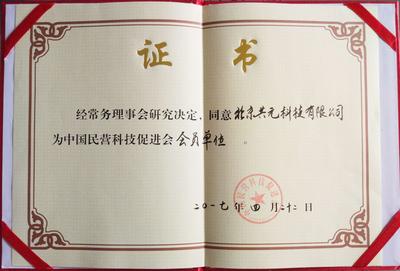 证书
经常务理事会研究决定，同意北京共元科技有限公司
为中国民营科技促进会会员单位。
二〇一七年四月二十二日